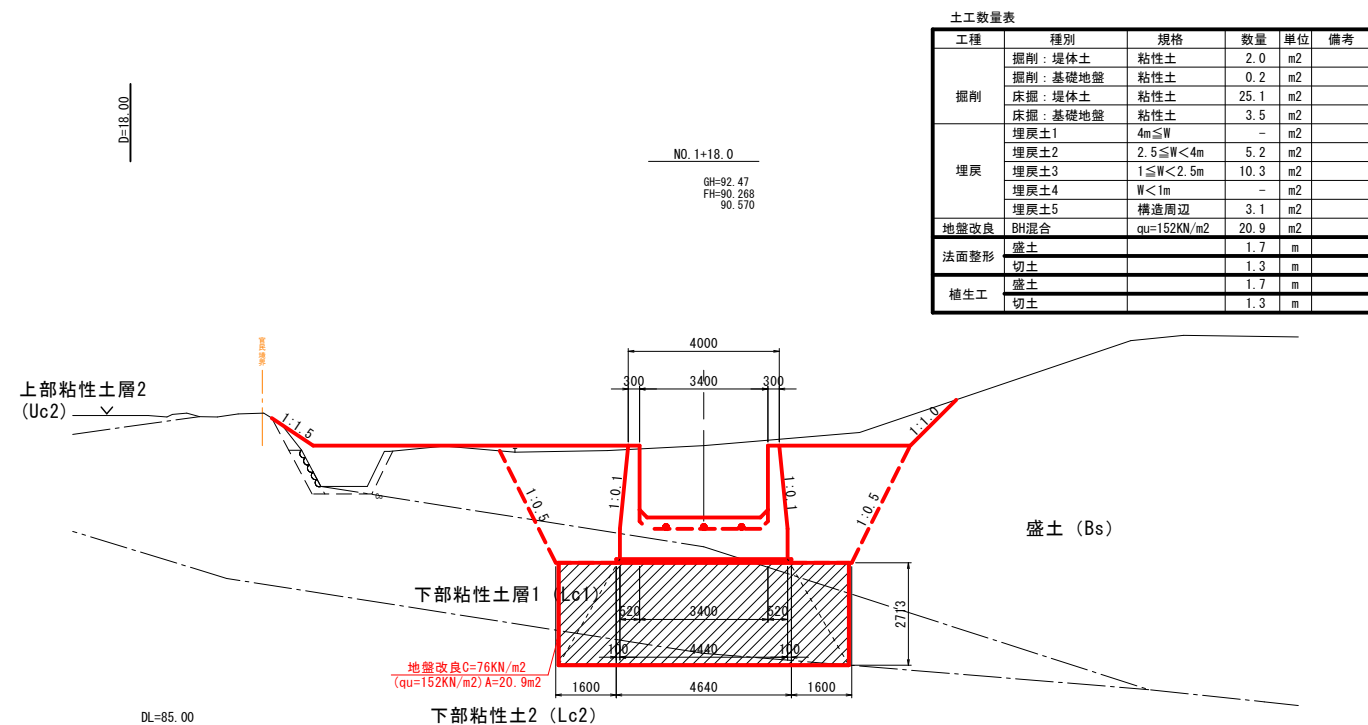 土工数量表
工種 種別 規格 数量 単位 備考
掘削 掘削：堤体土 粘性土 2.0 m2
掘削：基礎地盤 粘性土 0.2 m2
床掘：堤体土 粘性土 25.1 m2
床掘：基礎地盤 粘性土 3.5 m2
埋戻 埋戻土1 4m≦W － m2
埋戻土2 2.5≦W＜4m 5.2 m2
埋戻土3 1≦W＜2.5m 10.3 m2
埋戻土4 W＜1m － m2
埋戻土5 構造周辺 3.1 m2
地盤改良 BH混合 qu=152KN/m2 20.9 m2
法面整形 盛土 1.7 m
切土 1.3 m
植生工 盛土 1.7 m
切土 1.3 m
D=18.00
NO.1+18.0
GH=92.47
FH=90.268
90.570
官民境界
4000
300 3400 300
上部粘性土層2
(Uc2)
1:1.5
1:1.0
1:0.5
1:0.1
1:0.1
1:0.5
盛土 (Bs)
下部粘性土層1 (Lc1)
520 3400 520
2713
100 4440 100
地盤改良C=76KN/m2
(qu=152KN/m2)A=20.9m2
1600 4640 1600
下部粘性土2 (Lc2)
DL=85.00